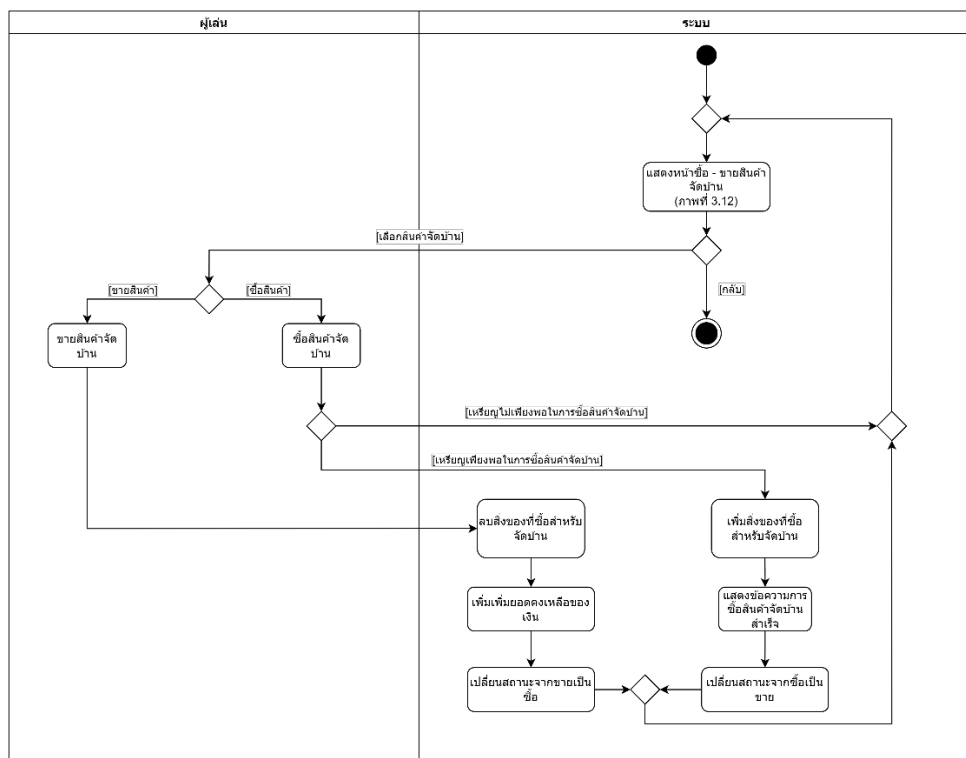 ผู้เล่น
ระบบ
แสดงหน้าซื้อ - ขายสินค้า
จัดบ้าน
(ภาพที่ 3.12)
[เลือกสินค้าจัดบ้าน]
[กลับ]
[ขายสินค้า]
[ซื้อสินค้า]
ขายสินค้าจัด
บ้าน
ซื้อสินค้าจัด
บ้าน
[เหรียญไม่เพียงพอในการซื้อสินค้าจัดบ้าน]
[เหรียญเพียงพอในการซื้อสินค้าจัดบ้าน]
ลบสิ่งของที่ซื้อสำหรับ
จัดบ้าน
เพิ่มสิ่งของที่ซื้อ
สำหรับจัดบ้าน
เพิ่มเพิ่มยอดคงเหลือของ
เงิน
แสดงข้อความการ
ซื้อสินค้าจัดบ้าน
สำเร็จ
เปลี่ยนสถานะจากขายเป็น
ซื้อ
เปลี่ยนสถานะจากซื้อเป็น
ขาย